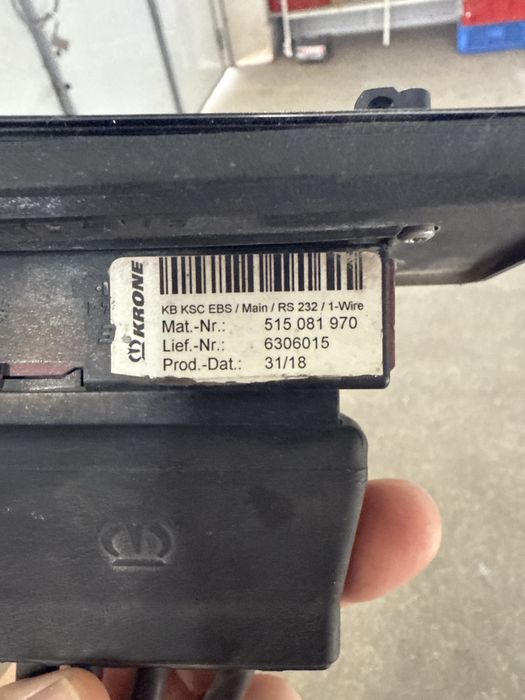 KRONE
KB KSC EBS / Main / RS 232 / 1-Wire
Mat.-Nr.: 515 081 970
Lief.-Nr.: 6306015
Prod.-Dat.: 31/18